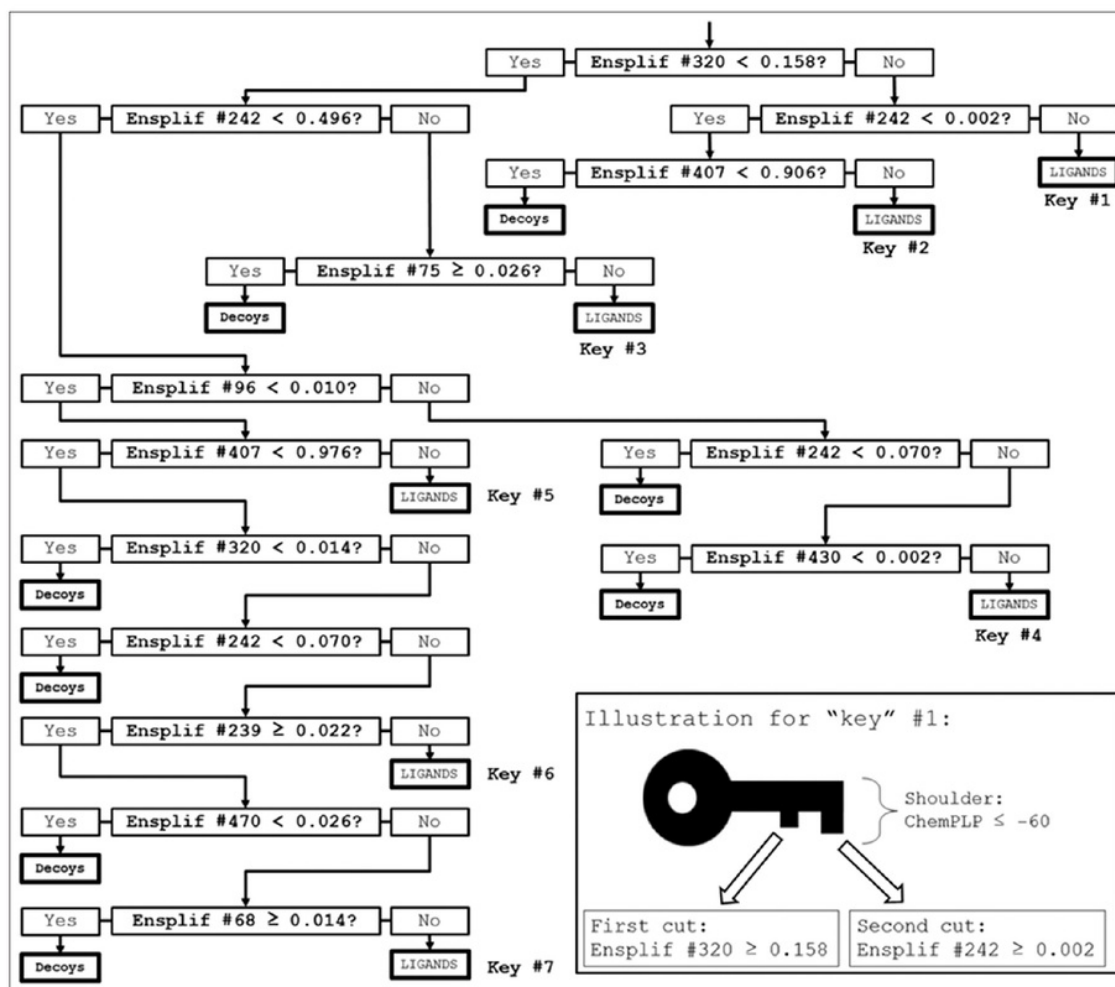 Yes Ensplif #320 < 0.158? No
Yes Ensplif #242 < 0.496? No Yes Ensplif #242 < 0.002? No
Yes Ensplif #407 < 0.906? No LIGANDS
Key #1
Decoys LIGANDS
Key #2
Yes Ensplif #75 ≥ 0.026? No
Decoys LIGANDS
Key #3
Yes Ensplif #96 < 0.010? No
Yes Ensplif #407 < 0.976? No Yes Ensplif #242 < 0.070? No
LIGANDS Key #5 Decoys
Yes Ensplif #320 < 0.014? No Yes Ensplif #430 < 0.002? No
Decoys Decoys LIGANDS
Yes Ensplif #242 < 0.070? No Key #4
Decoys
Yes Ensplif #239 ≥ 0.022? No
LIGANDS Key #6
Yes Ensplif #470 < 0.026? No
Decoys
Yes Ensplif #68 ≥ 0.014? No
Decoys LIGANDS Key #7
Illustration for “key” #1:
Shoulder:
ChemPLP ≤ -60
First cut:
Ensplif #320 ≥ 0.158
Second cut:
Ensplif #242 ≥ 0.002